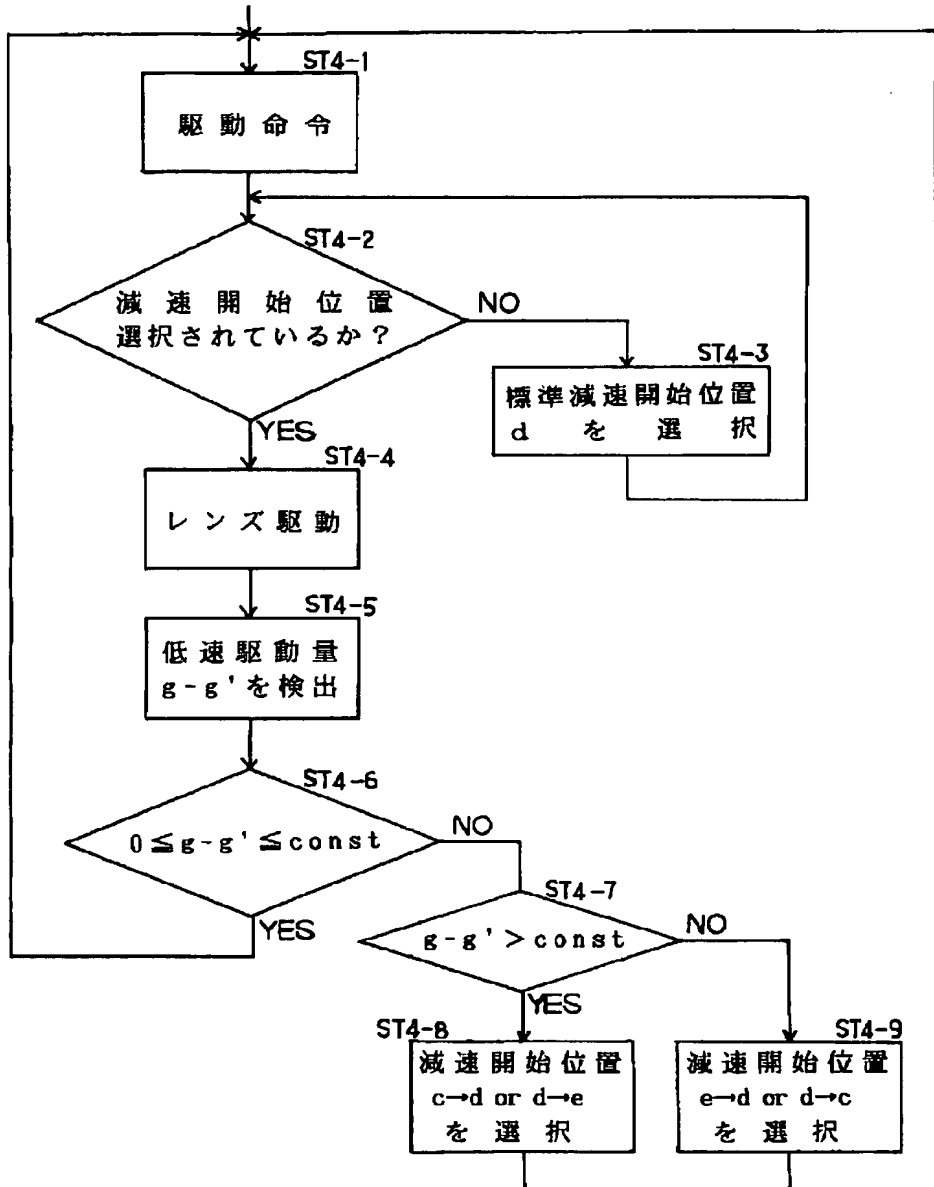 ST4-1
駆動命令
ST4-2
減速開始位置
選択されているか?
NO
YES
ST4-3
標準減速開始位置
d を選択
ST4-4
レンズ駆動
ST4-5
低速駆動量
g-g'を検出
ST4-6
0≦g-g'≦const
NO
YES
ST4-7
g-g'>const
NO
YES
ST4-8
減速開始位置
c→d or d→e
を選択
ST4-9
減速開始位置
e→d or d→c
を選択